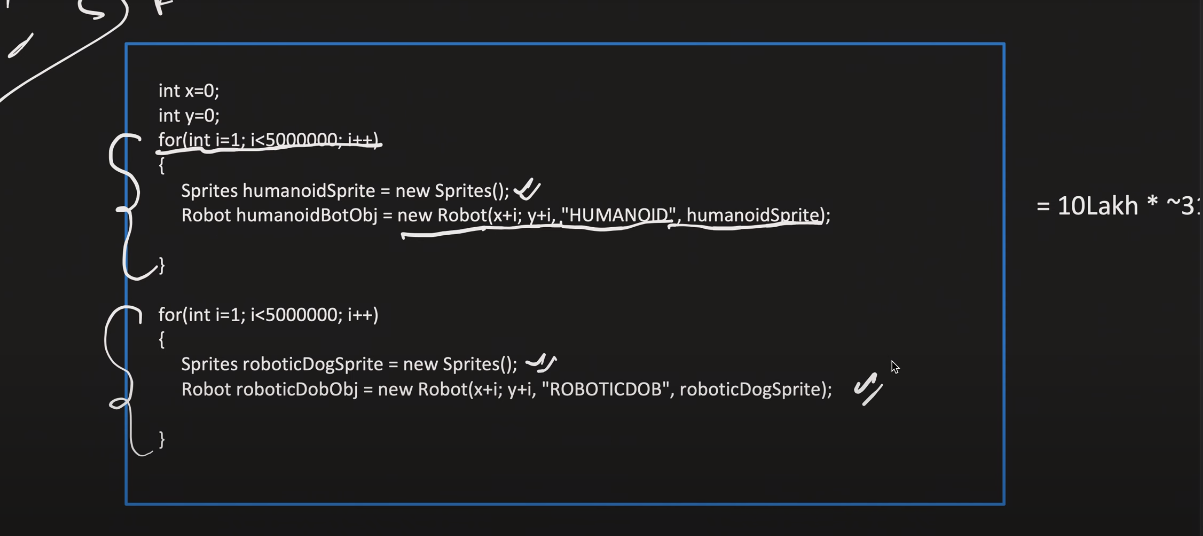 int x=0;
int y=0;
for(int i=1; i<5000000; i++)
{
Sprites humanoidSprite = new Sprites();
Robot humanoidBotObj = new Robot(x+i; y+i, "HUMANOID", humanoidSprite);
}
= 10Lakh * ~31
for(int i=1; i<5000000; i++)
{
Sprites roboticDogSprite = new Sprites();
Robot roboticDobObj = new Robot(x+i; y+i, "ROBOTICDOB", roboticDogSprite);
}